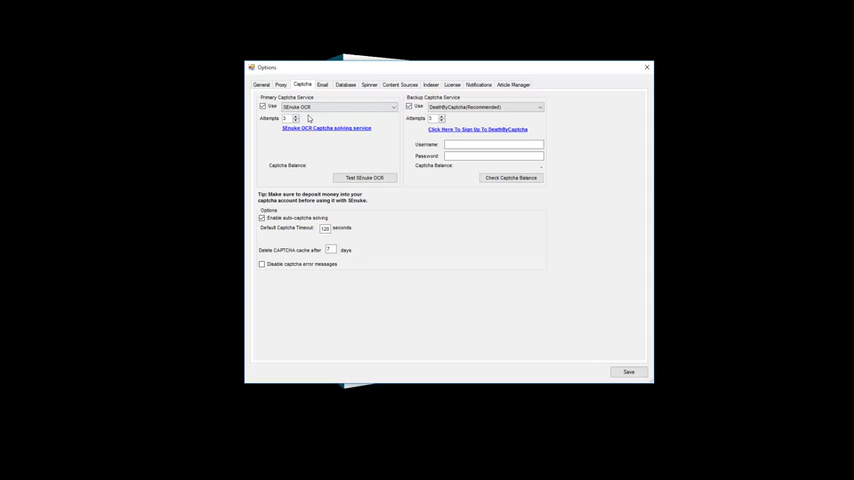 Options
General Proxy Captcha Email Database Spinner Content Sources Indexer License Notifications Article Manager
Primary Captcha Service
Use SEnuke OCR
Attempts 3
SEnuke OCR Captcha solving service
Captcha Balance:
Test SEnuke OCR
Backup Captcha Service
Use DeathByCaptcha(Recommended)
Attempts 3
Click Here To Sign Up To DeathByCaptcha
Username:
Password:
Captcha Balance: ..
Check Captcha Balance
Tip: Make sure to deposit money into your
captcha account before using it with SEnuke.
Options
Enable auto-captcha solving
Default Captcha Timeout: 120 seconds
Delete CAPTCHA cache after 7 days
Disable captcha error messages
Save